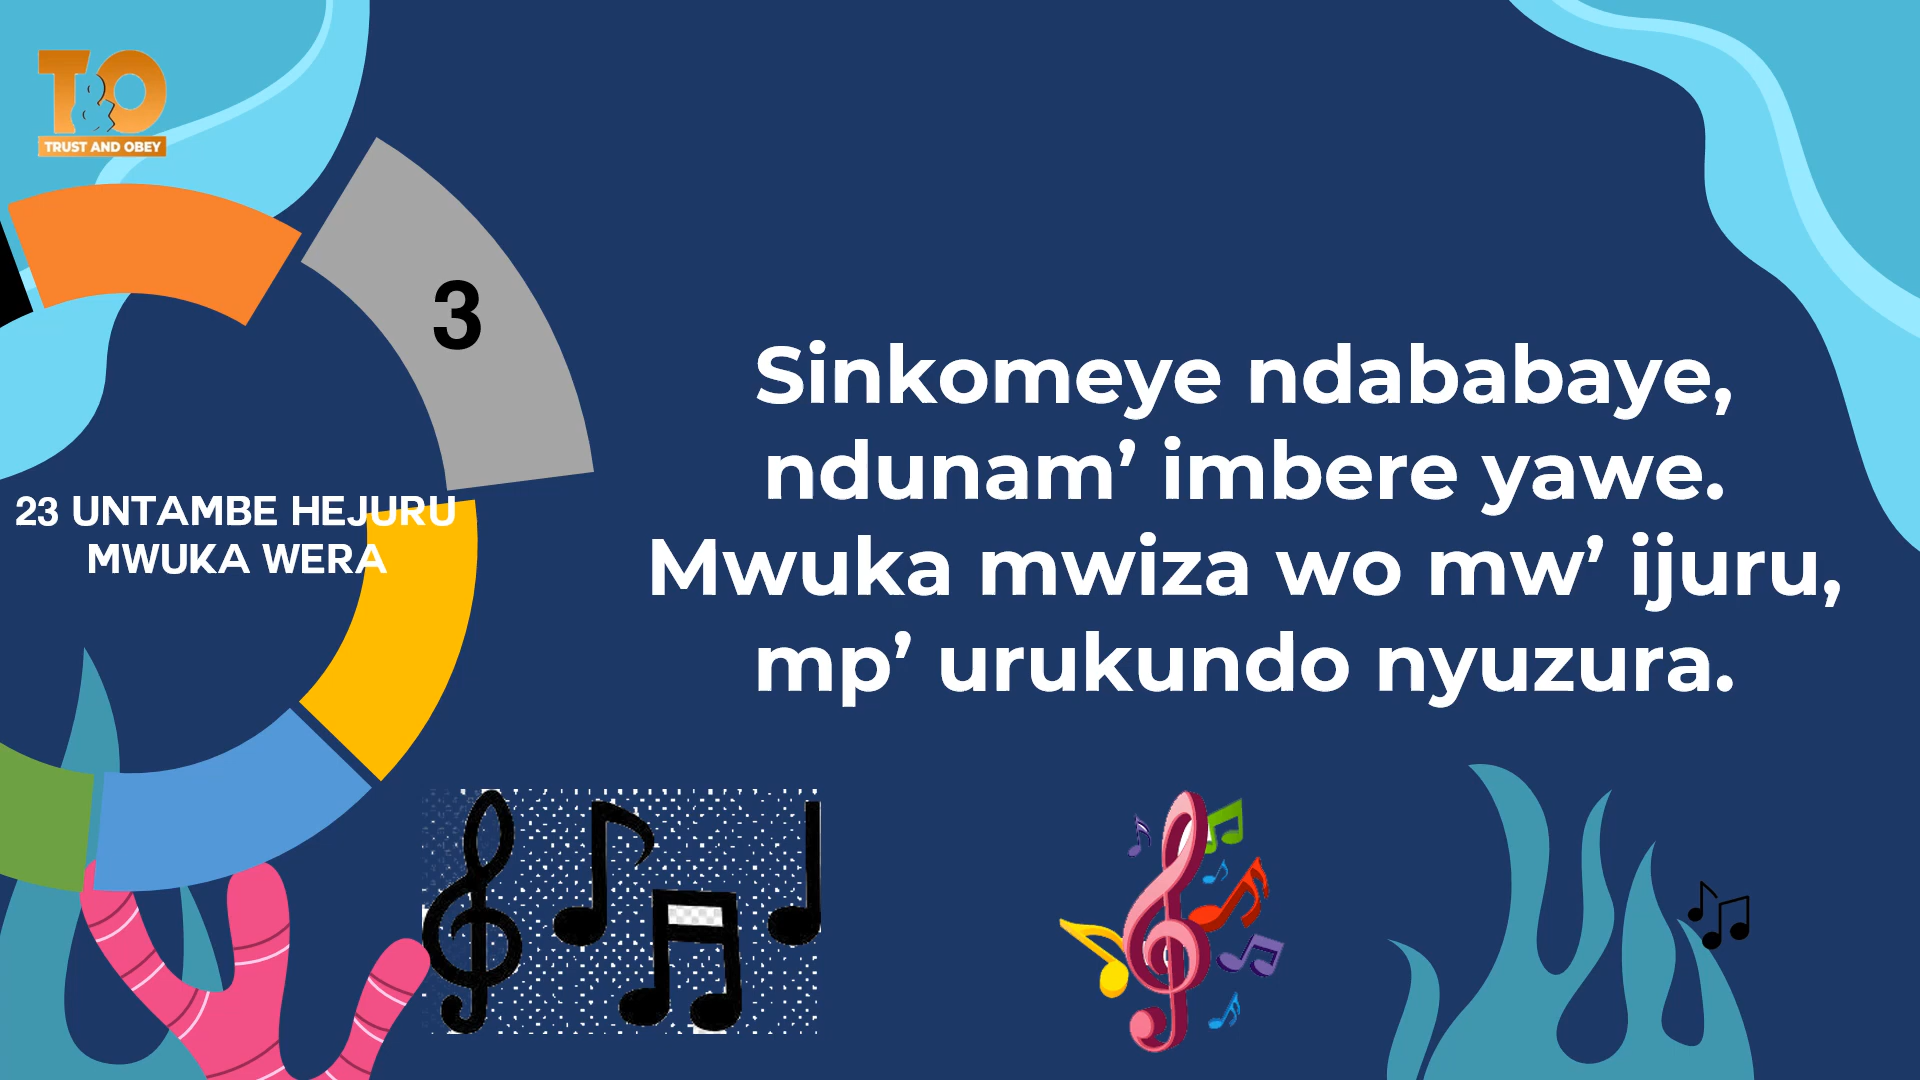 T&O
TRUST AND OBEY
3
23 UNTAMBE HEJURU
MWUKA WERA
Sinkomeye ndababaye,
ndunam’ imbere yawe.
Mwuka mwiza wo mw’ ijuru,
mp’ urukundo nyuzura.